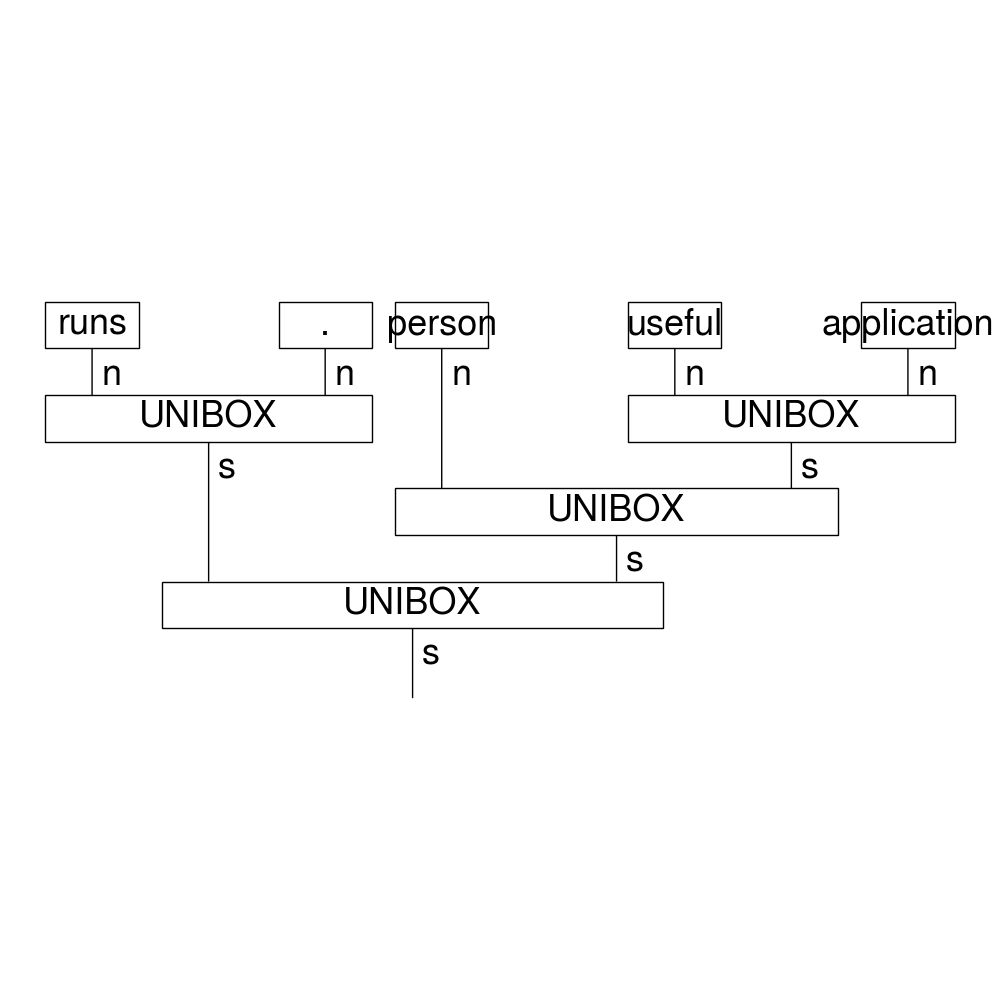 runs . person useful application
n n n n n
UNIBOX UNIBOX
s s
UNIBOX
s
UNIBOX
s